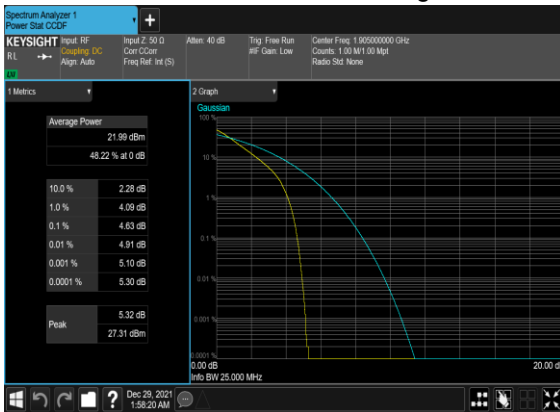 Spectrum Analyzer 1
Power Stat CCDF
+
KEYSIGHT
RL
Input: RF
Coupling: DC
Align: Auto
Input Z: 50 Ω
Corr CCorr
Freq Ref: Int (S)
Atten: 40 dB
Trig: Free Run
#IF Gain: Low
Center Freq: 1.905000000 GHz
Counts: 1.00 M/1.00 Mpt
Radio Std: None
1 Metrics
Average Power
21.99 dBm
48.22 % at 0 dB
10.0 % 2.28 dB
1.0 % 4.09 dB
0.1 % 4.63 dB
0.01 % 4.91 dB
0.001 % 5.10 dB
0.0001 % 5.30 dB
Peak
5.32 dB
27.31 dBm
2 Graph
Gaussian
100 %
10 %
1 %
0.1 %
0.01 %
0.001 %
0.0001 %
0.00 dB
20.00 d
Info BW 25.000 MHz
?
Dec 29, 2021
1:58:20 AM